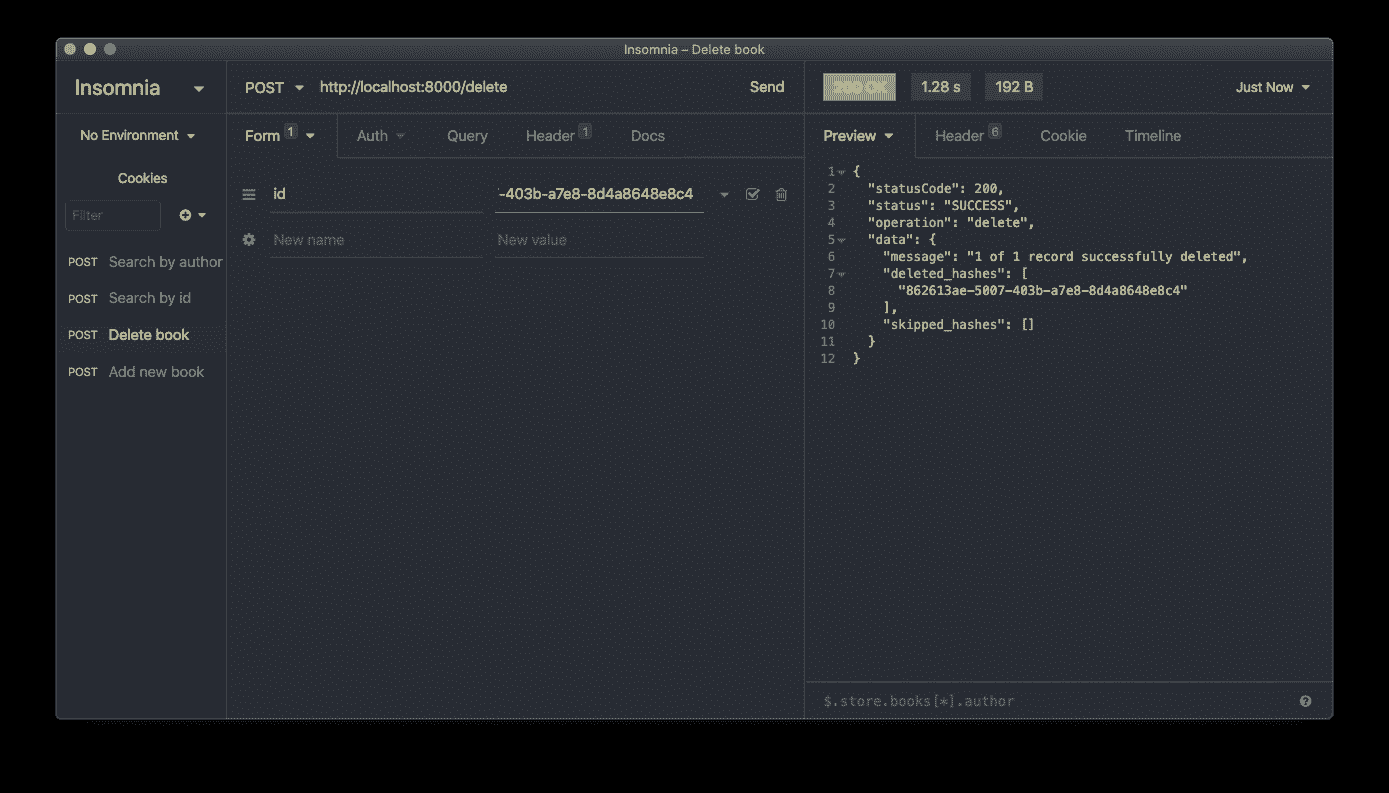 Insomnia – Delete book
Insomnia
POST http://localhost:8000/delete Send
1.28 s 192 B Just Now
No Environment
Cookies
Filter
POST Search by author
POST Search by id
POST Delete book
POST Add new book
Form 1 Auth Query Header 1 Docs
id '-403b-a7e8-8d4a8648e8c4
New name New value
Preview Header 6 Cookie Timeline
1 {
2 "statusCode": 200,
3 "status": "SUCCESS",
4 "operation": "delete",
5 "data": {
6 "message": "1 of 1 record successfully deleted",
7 "deleted_hashes": [
8 "862613ae-5007-403b-a7e8-8d4a8648e8c4"
9 ],
10 "skipped_hashes": []
11 }
12 }
$.store.books[*].author